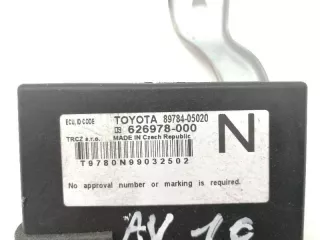 ECU, ID CODE TOYOTA 89784-05020
626978-000 N
TRCZ s.r.o. MADE IN Czech Republic
T9780N99032502
No approval number or marking is required.
AV 10